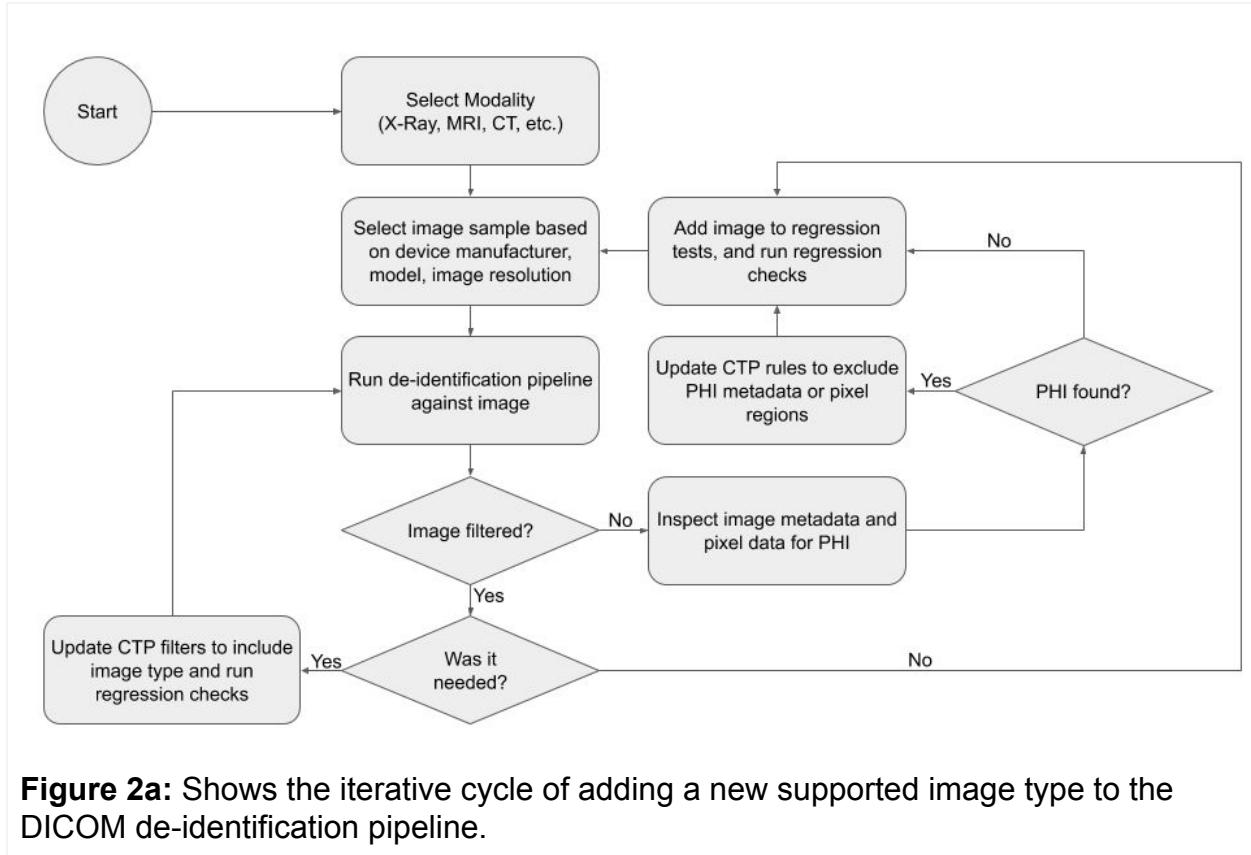 Start
Select Modality
(X-Ray, MRI, CT, etc.)
Select image sample based
on device manufacturer,
model, image resolution
Add image to regression
tests, and run regression
checks
No
Run de-identification pipeline
against image
Update CTP rules to exclude
PHI metadata or pixel
regions
Yes
PHI found?
Image filtered?
No
Inspect image metadata and
pixel data for PHI
Yes
Update CTP filters to include
image type and run
regression checks
Yes
Was it
needed?
No
Figure 2a: Shows the iterative cycle of adding a new supported image type to the
DICOM de-identification pipeline.